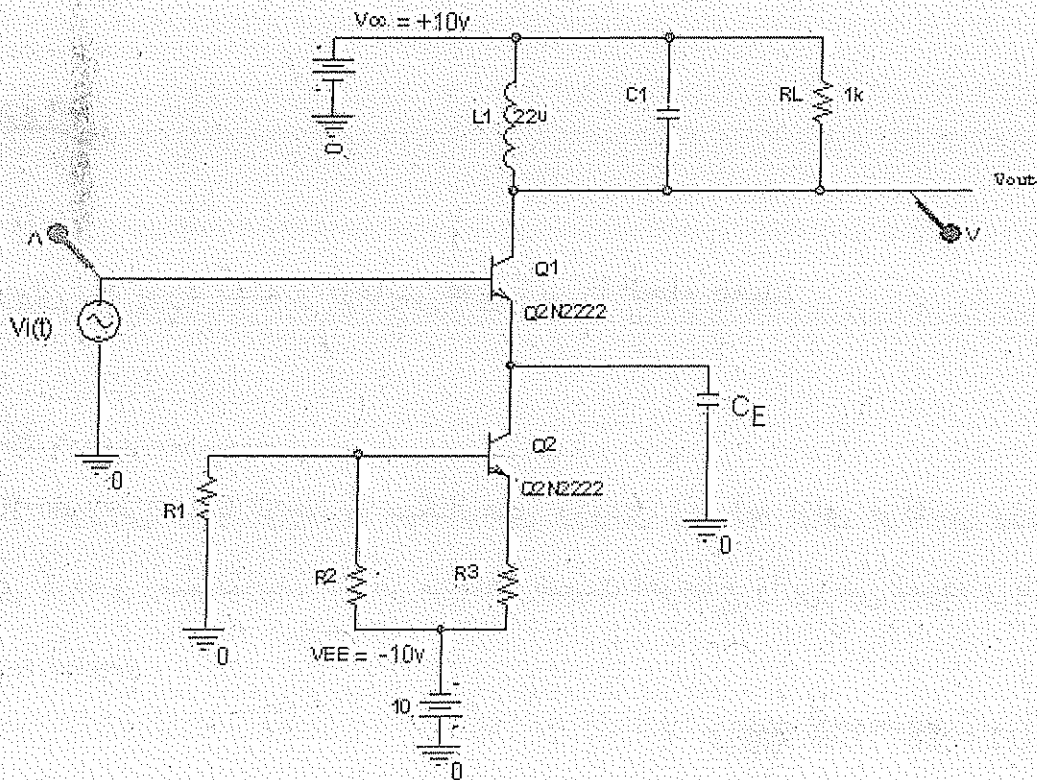 Vcc = +10v
C1
RL
1k
L1
22u
0
Vout
A
V
Q1
Vi(t)
Q2N2222
CE
Q2
0
Q2N2222
R1
0
R2
R3
0
VEE = -10v
10
0